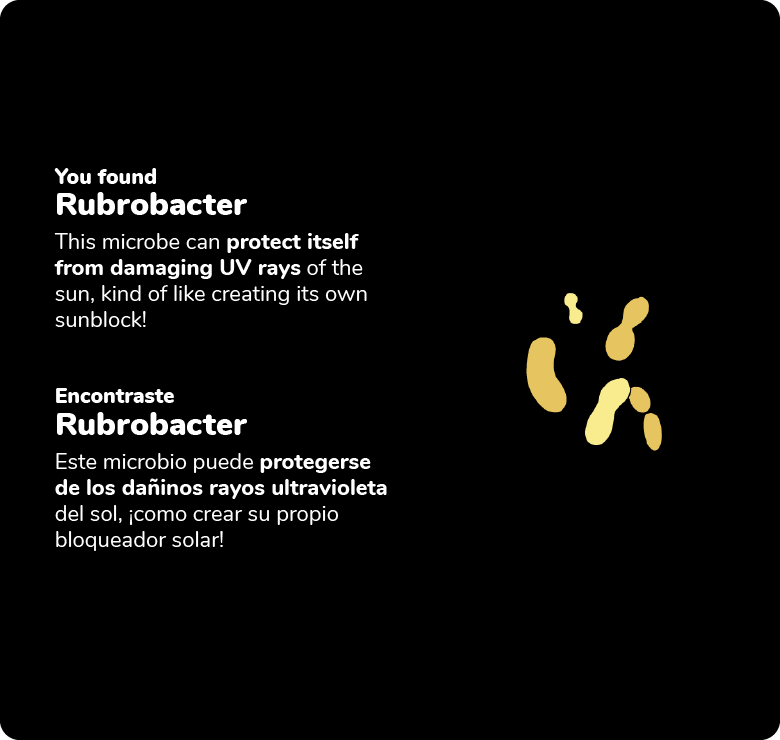 You found
Rubrobacter
This microbe can protect itself
from damaging UV rays of the
sun, kind of like creating its own
sunblock!
Encontraste
Rubrobacter
Este microbio puede protegerse
de los dañinos rayos ultravioleta
del sol, ¡como crear su propio
bloqueador solar!